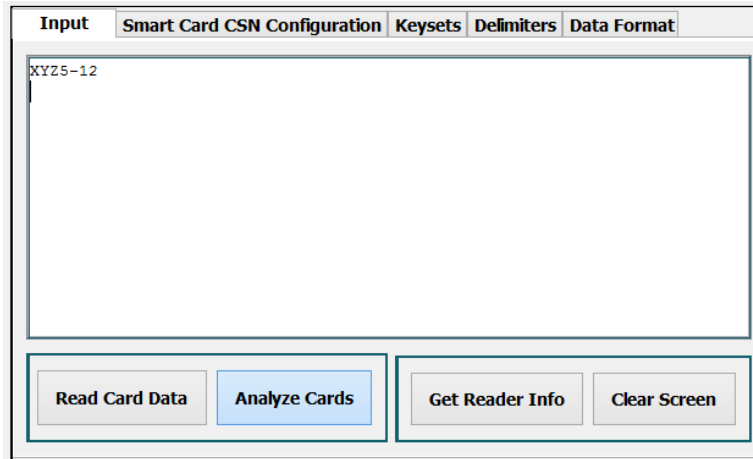 Input Smart Card CSN Configuration Keysets Delimiters Data Format
XYZ5-12
Read Card Data Analyze Cards Get Reader Info Clear Screen